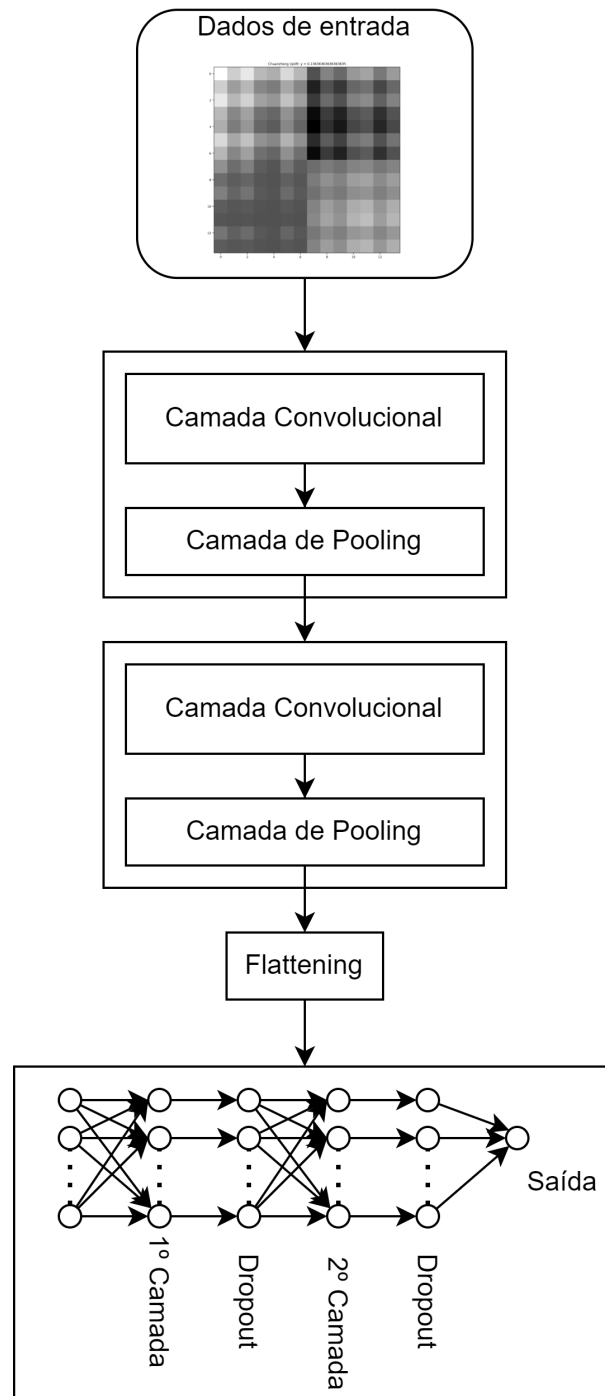 Dados de entrada
Camada Convolucional
Camada de Pooling
Camada Convolucional
Camada de Pooling
Flattening
Saída
1º Camada
Dropout
2º Camada
Dropout